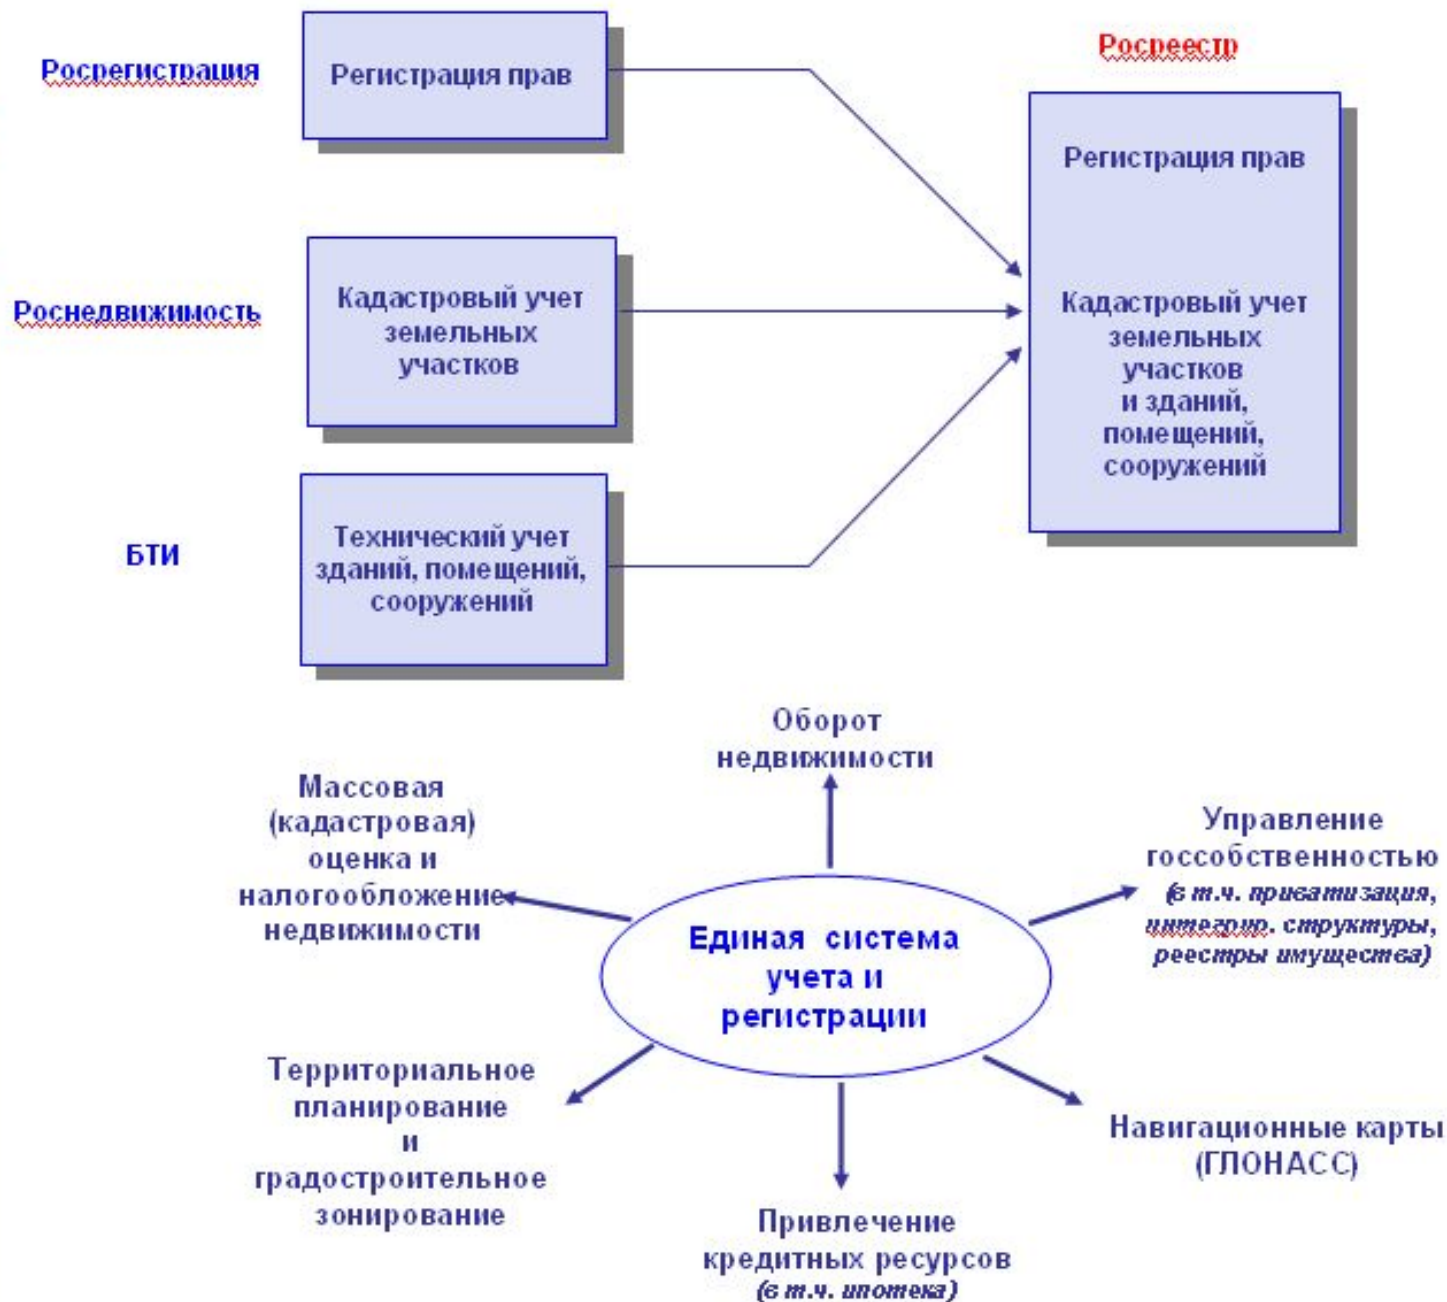 Росрегистрация
Регистрация прав
Росреестр
Регистрация прав
Кадастровый учет
земельных
участков
и зданий,
помещений,
сооружений
Роснедвижимость
Кадастровый учет
земельных
участков
БТИ
Технический учет
зданий, помещений,
сооружений
Оборот
недвижимости
Массовая
(кадастровая)
оценка и
налогообложение
недвижимости
Управление
госсобственностью
(в т.ч. приватизация,
интегрир. структуры,
реестры имущества)
Единая система
учета и
регистрации
Территориальное
планирование
и
градостроительное
зонирование
Навигационные карты
(ГЛОНАСС)
Привлечение
кредитных ресурсов
(в т.ч. ипотека)